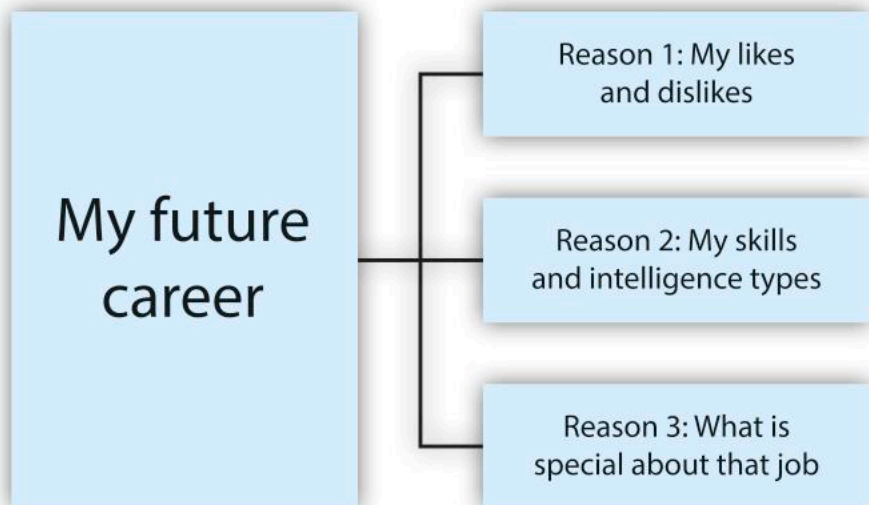 My future
career
Reason 1: My likes
and dislikes
Reason 2: My skills
and intelligence types
Reason 3: What is
special about that job